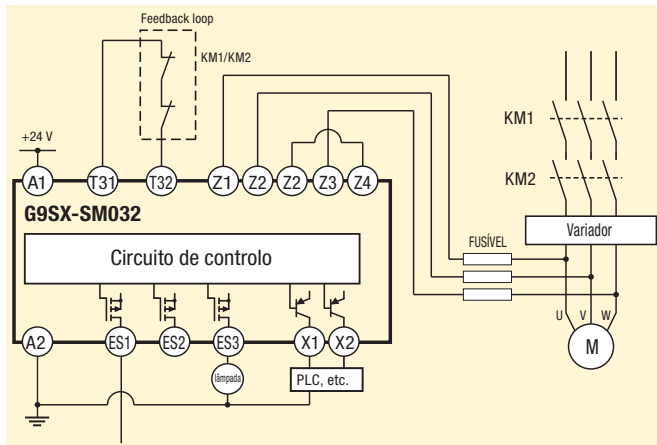 Feedback loop
KM1/KM2
+24 V
KM1
KM2
A1 T31 T32 Z1 Z2 Z2 Z3 Z4
G9SX-SM032
Variador
FUSÍVEL
Circuito de controlo
U V W
A2 ES1 ES2 ES3 X1 X2
M
lâmpada
PLC, etc.